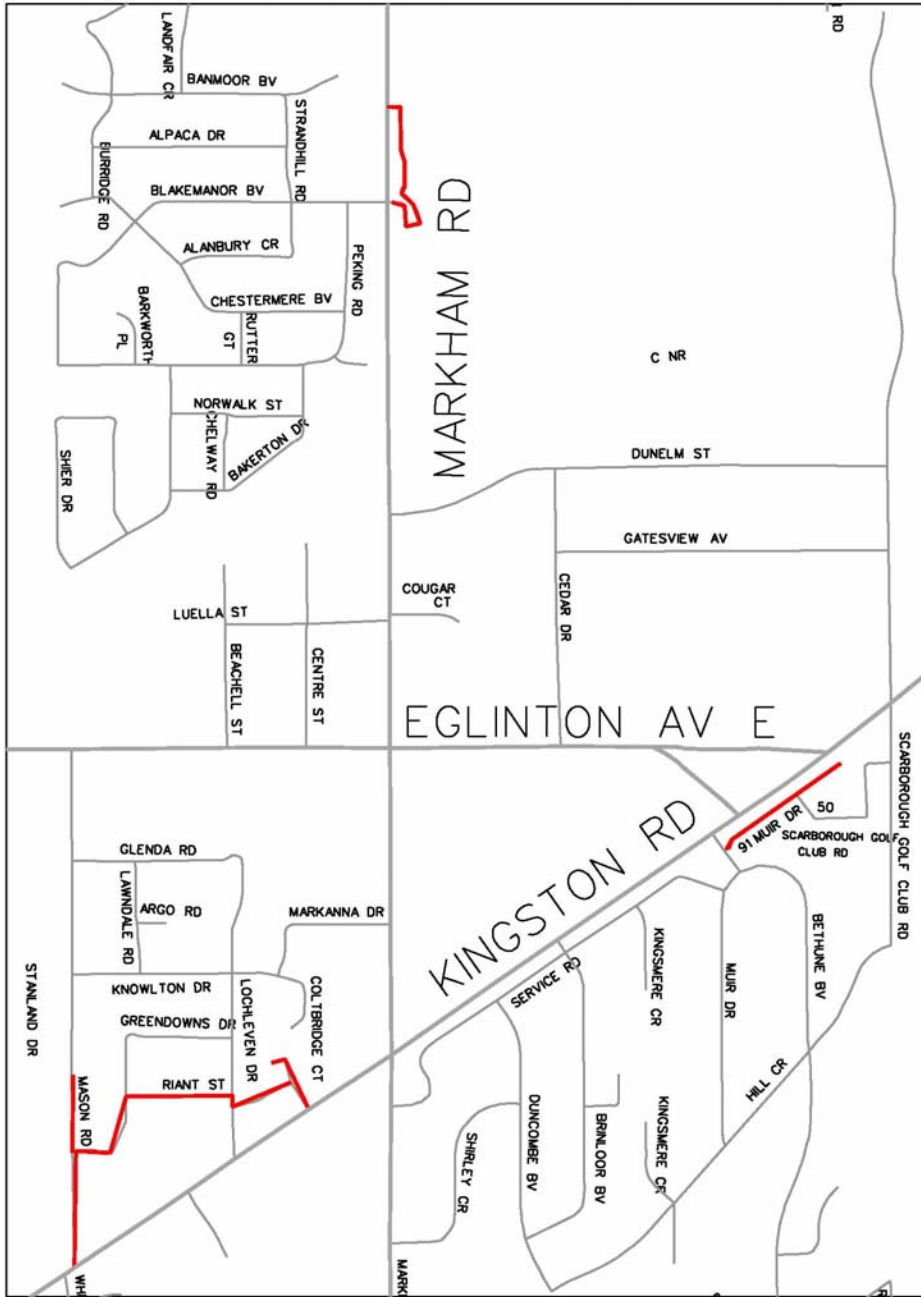 LANDFAIR CR
RD
BANMOOR BV
STRANDHILL RD
ALPACA DR
BURRIDGE RD
BLAKEMANOR BV
MARKHAM RD
ALANBURY CR
PEKING RD
CHESTERMERE BV
BARKWORTH
PL
RUTTER
GT
C NR
NORWALK ST
CHELWAY RD
BAKERTON DR
SHIER DR
DUNELM ST
GATESVIEW AV
CEDAR DR
COUGAR
CT
LUELLA ST
BEACHELL ST
CENTRE ST
EGLINTON AV E
SCARBOROUGH GOLF CLUB RD
KINGSTON RD
91 MUIR DR
50
SCARBOROUGH GOLF
CLUB RD
GLENDA RD
LAWNDALE RD
ARGO RD
MARKANNA DR
STANLAND DR
KNOWLTON DR
GREENDOWNS DR
LOCHLEVEN DR
COLTBRIDGE CT
SERVICE RD
KINGSMERE CR
MUIR DR
BETHUNE BV
HILL CR
MASON RD
RIANT ST
SHIRLEY CR
DUNCOMBE BV
BRINLOOR BV
KINGSMERE CR
WHI
MARK